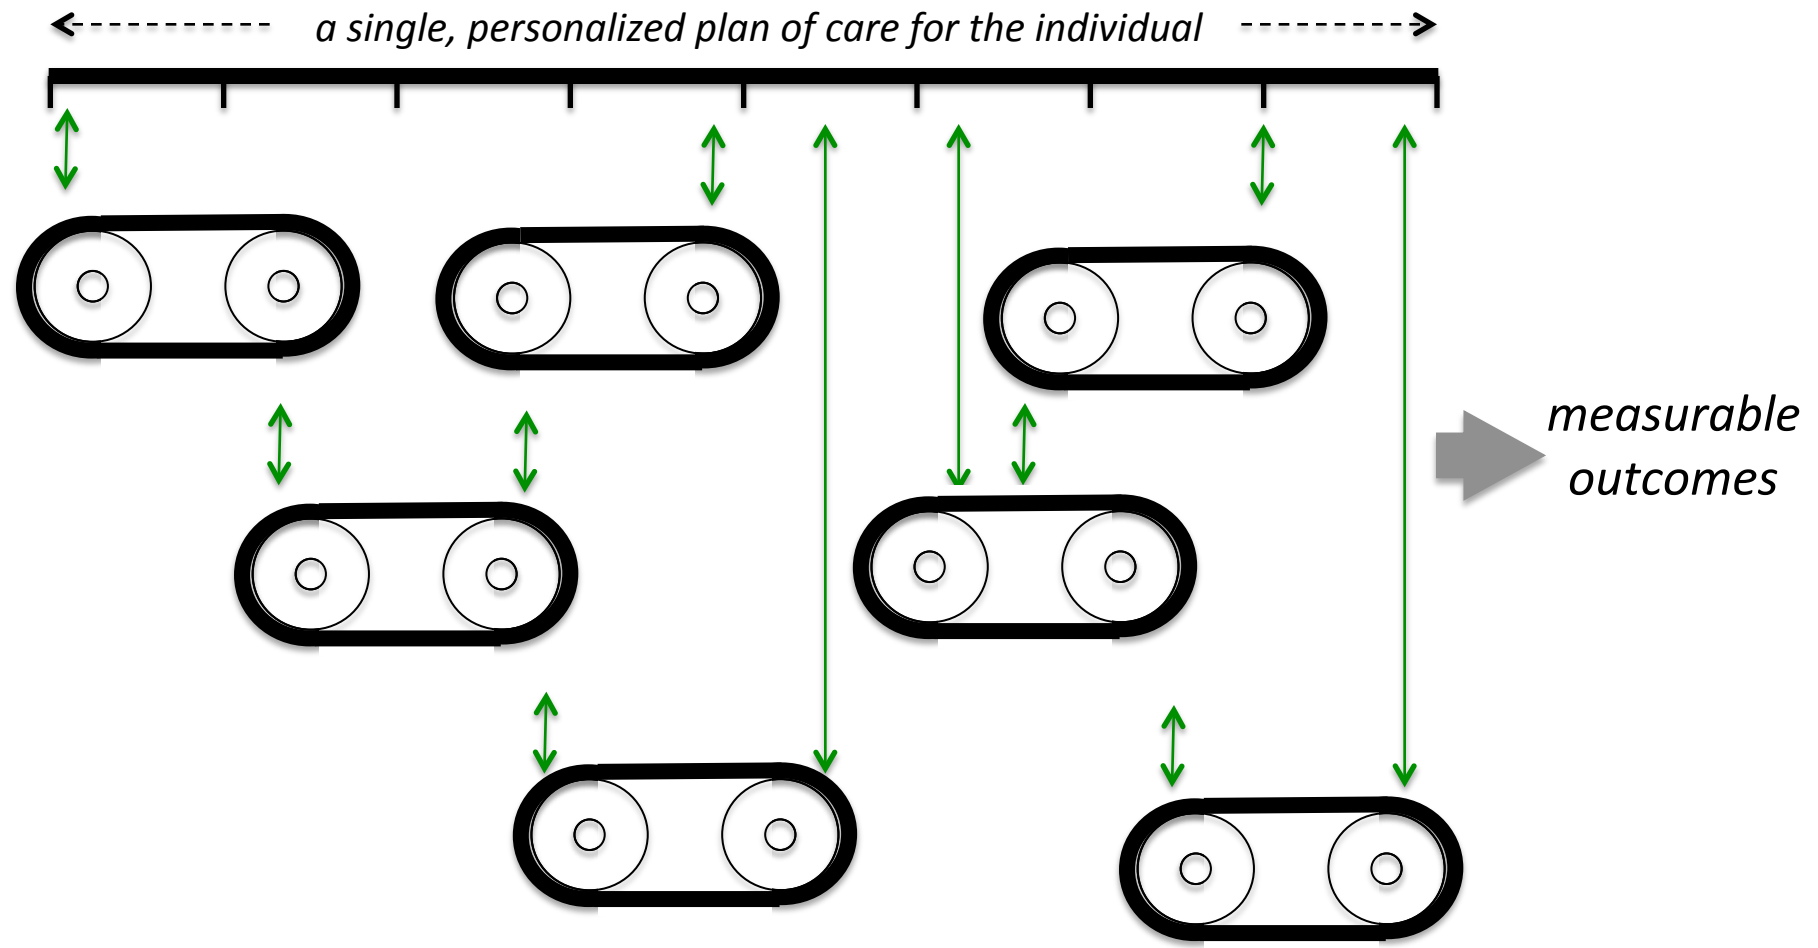 a single, personalized plan of care for the individual
measurable
outcomes